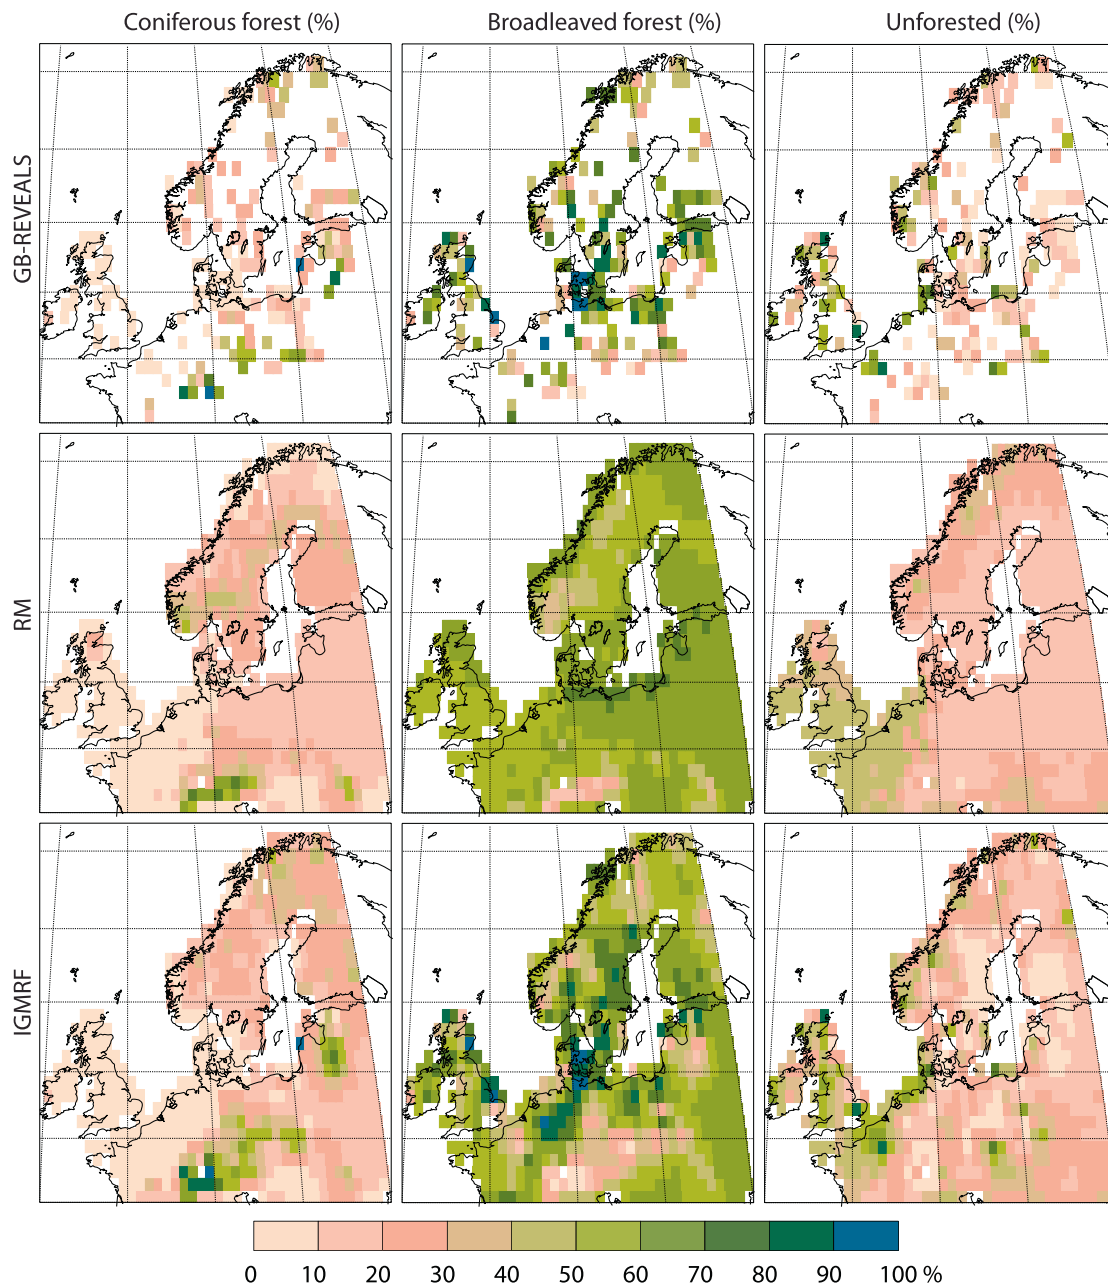 Coniferous forest (%)
Broadleaved forest (%)
Unforested (%)
GB-REVEALS
RM
IGMRF
0 10 20 30 40 50 60 70 80 90 100 %